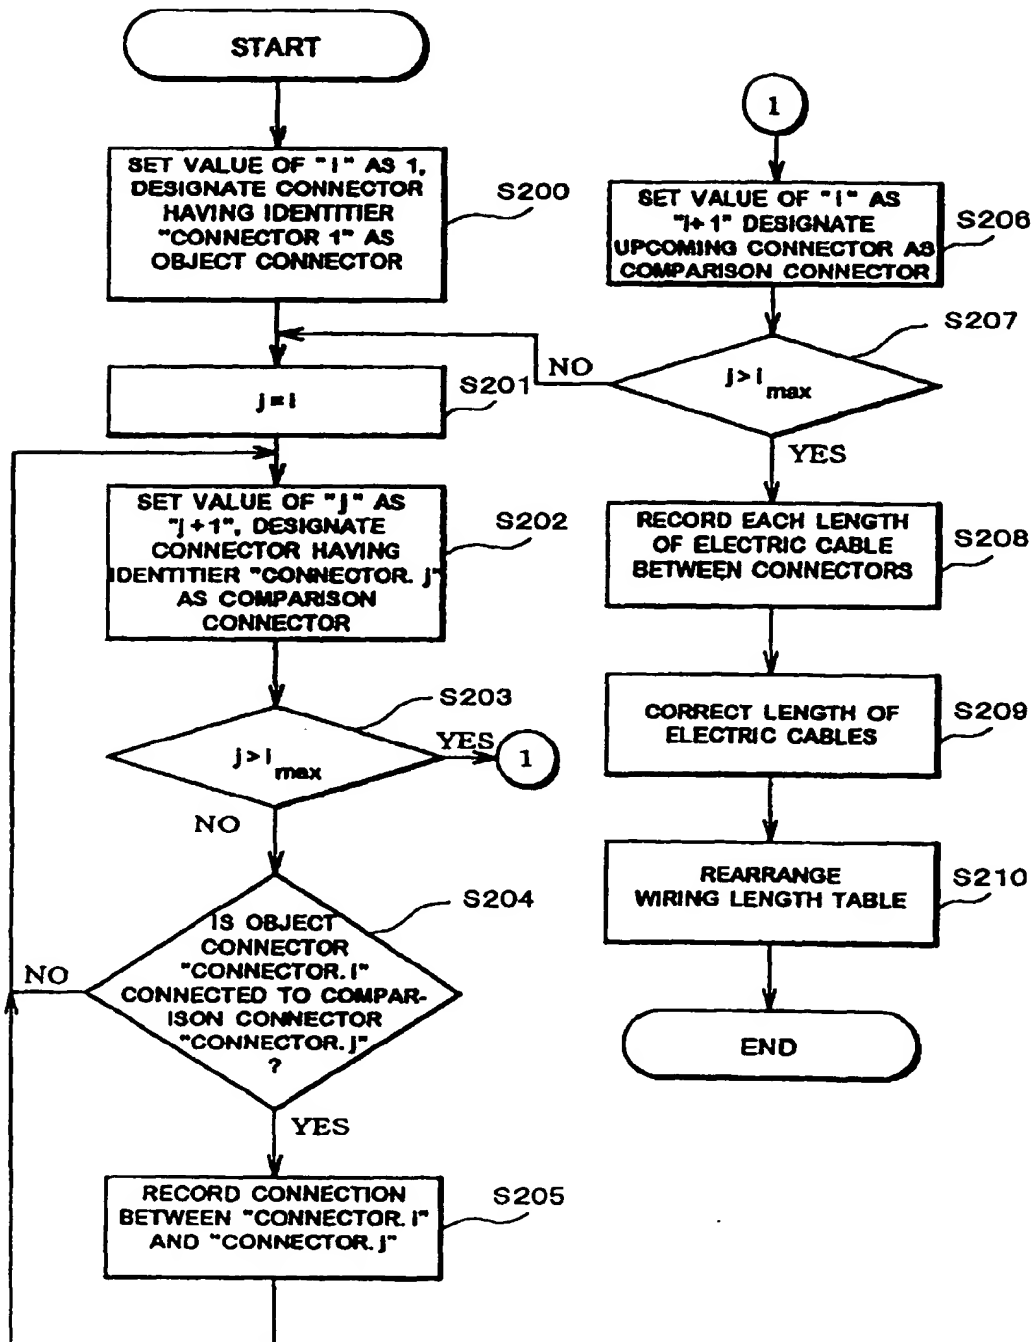 START
SET VALUE OF "i" AS 1,
DESIGNATE CONNECTOR
HAVING IDENTITIER
"CONNECTOR 1" AS
OBJECT CONNECTOR
S200
j = i
S201
SET VALUE OF "j" AS
"j+1", DESIGNATE
CONNECTOR HAVING
IDENTITIER "CONNECTOR. j"
AS COMPARISON
CONNECTOR
S202
S203
j > i max
YES
1
NO
S204
IS OBJECT
CONNECTOR
"CONNECTOR. i"
CONNECTED TO COMPAR-
ISON CONNECTOR
"CONNECTOR. j"
?
NO
YES
RECORD CONNECTION
BETWEEN "CONNECTOR. i"
AND "CONNECTOR. j"
S205
1
SET VALUE OF "i" AS
"i+1" DESIGNATE
UPCOMING CONNECTOR AS
COMPARISON CONNECTOR
S206
S207
j > i max
NO
YES
RECORD EACH LENGTH
OF ELECTRIC CABLE
BETWEEN CONNECTORS
S208
CORRECT LENGTH OF
ELECTRIC CABLES
S209
REARRANGE
WIRING LENGTH TABLE
S210
END